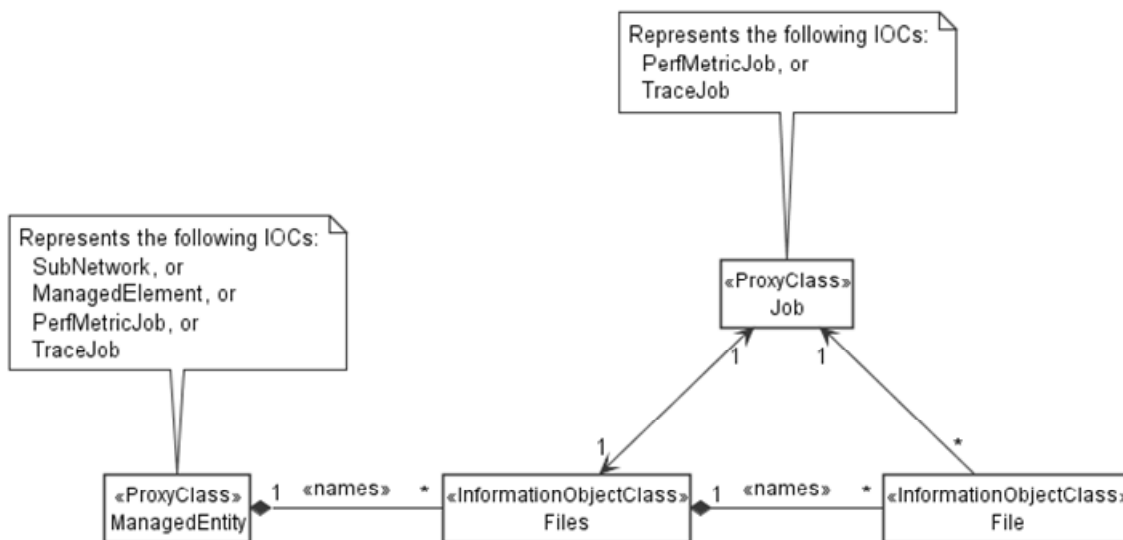 Represents the following IOCs:
PerfMetricJob, or
TraceJob
Represents the following IOCs:
SubNetwork, or
ManagedElement, or
PerfMetricJob, or
TraceJob
«ProxyClass»
Job
1
1
1
*
«ProxyClass»
ManagedEntity
1
«names»
*
«InformationObjectClass»
Files
1
«names»
*
«InformationObjectClass»
File